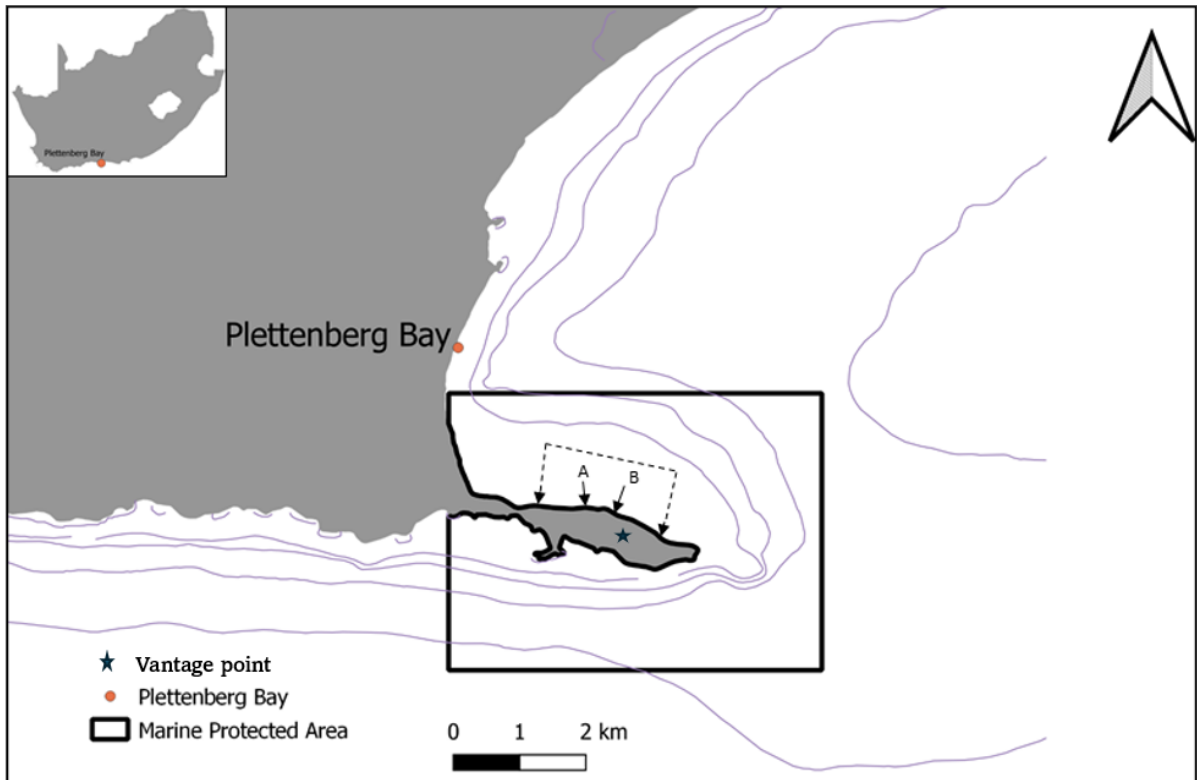 Plettenberg Bay
Plettenberg Bay
A
B
Vantage point
Plettenberg Bay
Marine Protected Area
0 1 2 km